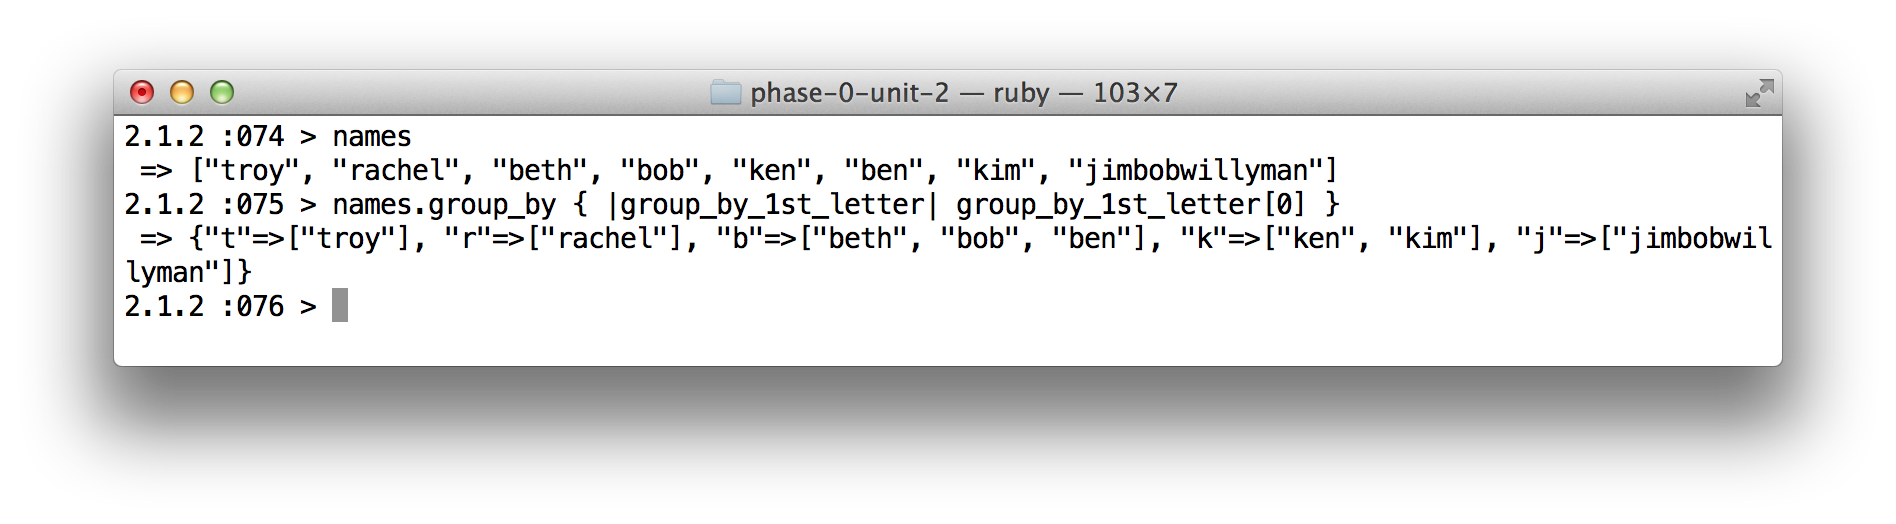 phase-0-unit-2 — ruby — 103×7
2.1.2 :074 > names
 => ["troy", "rachel", "beth", "bob", "ken", "ben", "kim", "jimbobwillyman"]
2.1.2 :075 > names.group_by { |group_by_1st_letter| group_by_1st_letter[0] }
 => {"t"=>["troy"], "r"=>["rachel"], "b"=>["beth", "bob", "ben"], "k"=>["ken", "kim"], "j"=>["jimbobwil
lyman"]}
2.1.2 :076 >